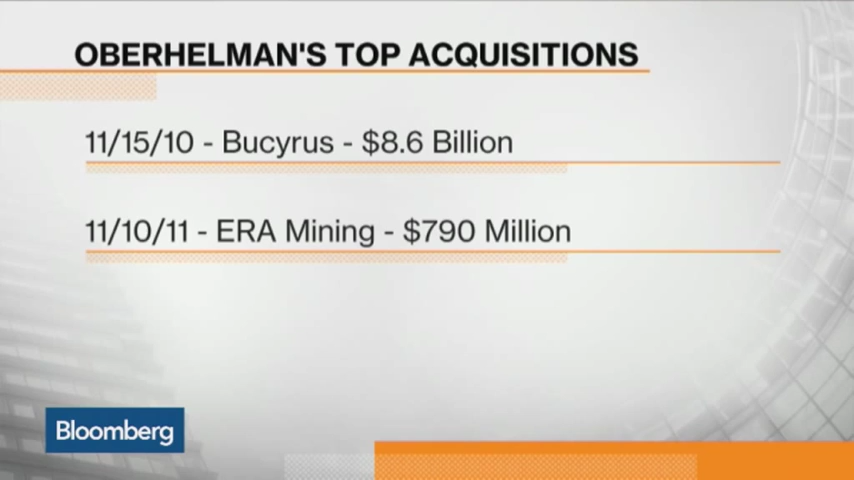 OBERHELMAN'S TOP ACQUISITIONS
11/15/10 - Bucyrus - $8.6 Billion
11/10/11 - ERA Mining - $790 Million
Bloomberg